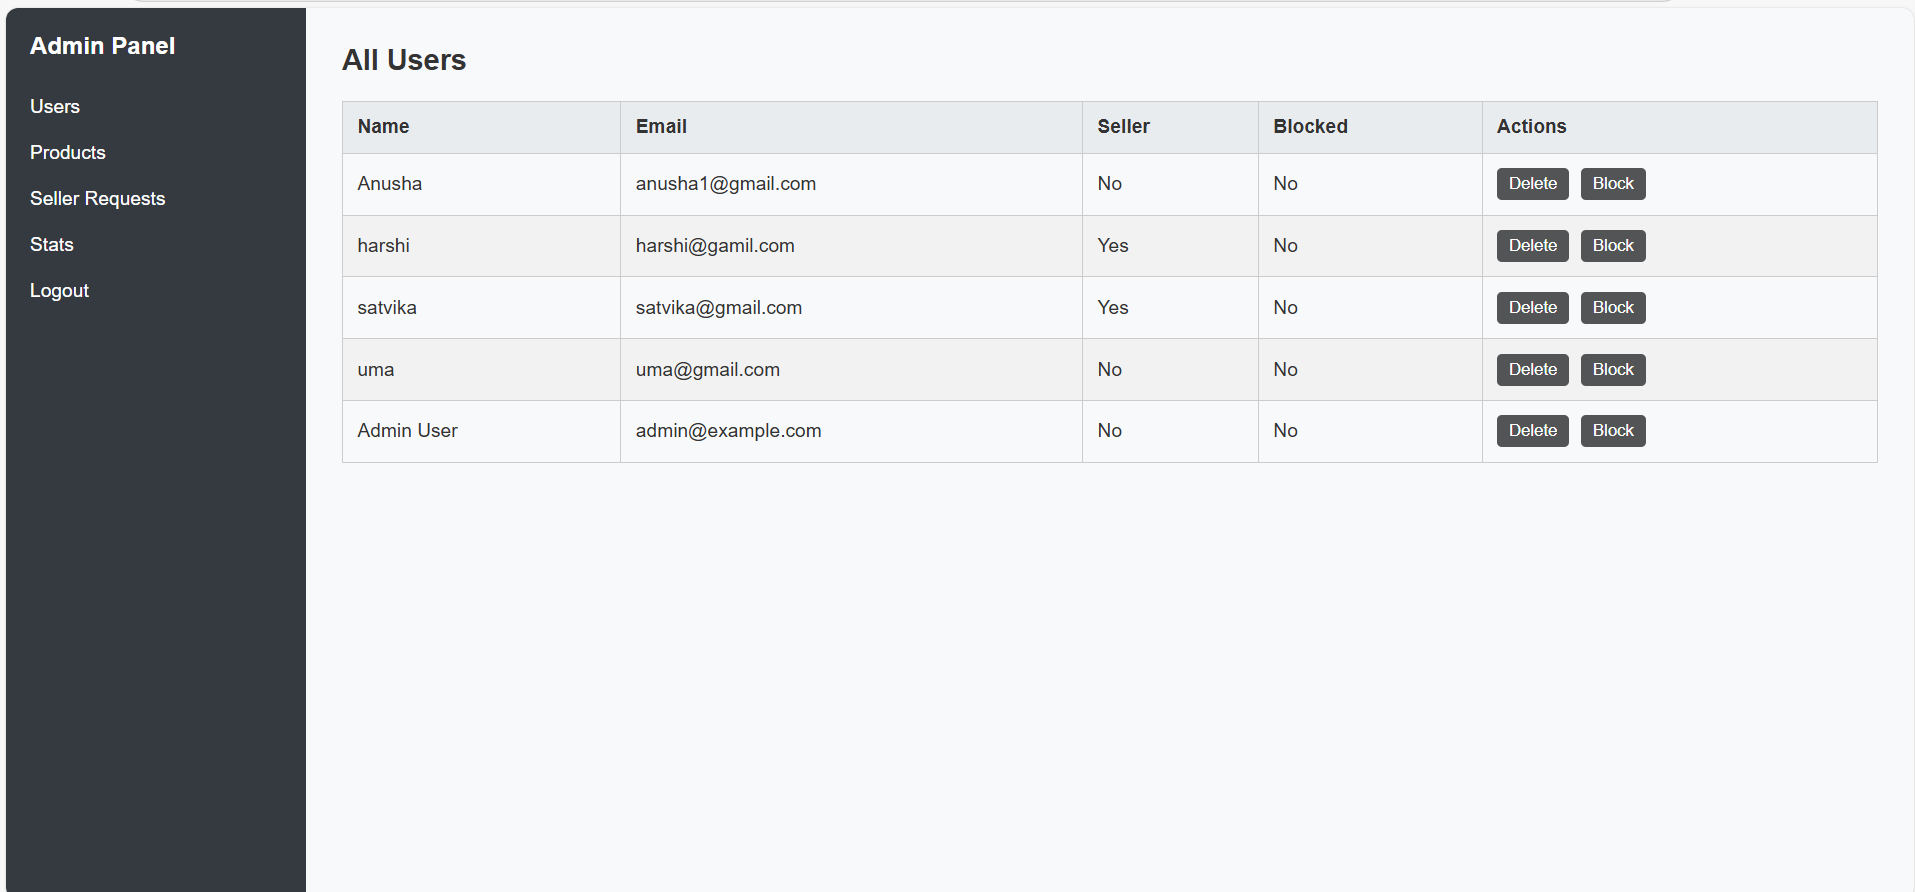 Admin Panel
Users
Products
Seller Requests
Stats
Logout
All Users
Name Email Seller Blocked Actions
Anusha anusha1@gmail.com No No Delete Block
harshi harshi@gamil.com Yes No Delete Block
satvika satvika@gmail.com Yes No Delete Block
uma uma@gmail.com No No Delete Block
Admin User admin@example.com No No Delete Block